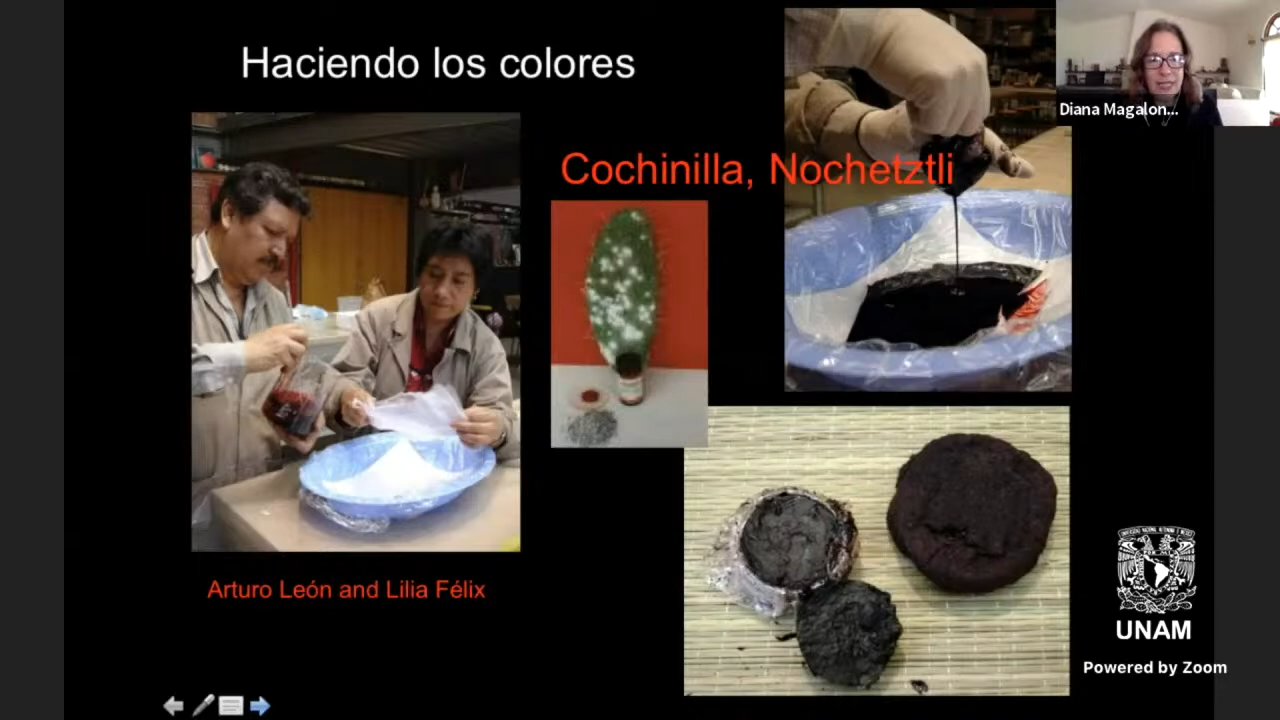 Haciendo los colores
Diana Magalon...
Cochinilla, Nochetztli
Arturo León and Lilia Félix
UNAM
Powered by Zoom